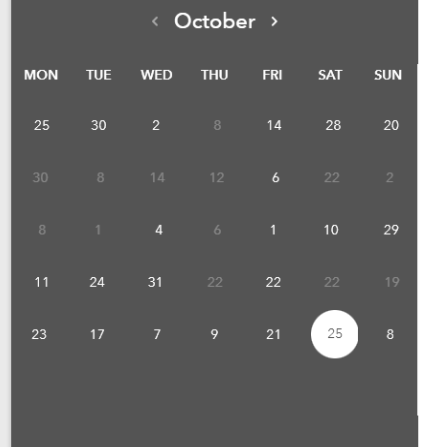 ‹ October ›
MON TUE WED THU FRI SAT SUN
25 30 2 8 14 28 20
30 8 14 12 6 22 2
8 1 4 6 1 10 29
11 24 31 22 22 22 19
23 17 7 9 21 25 8